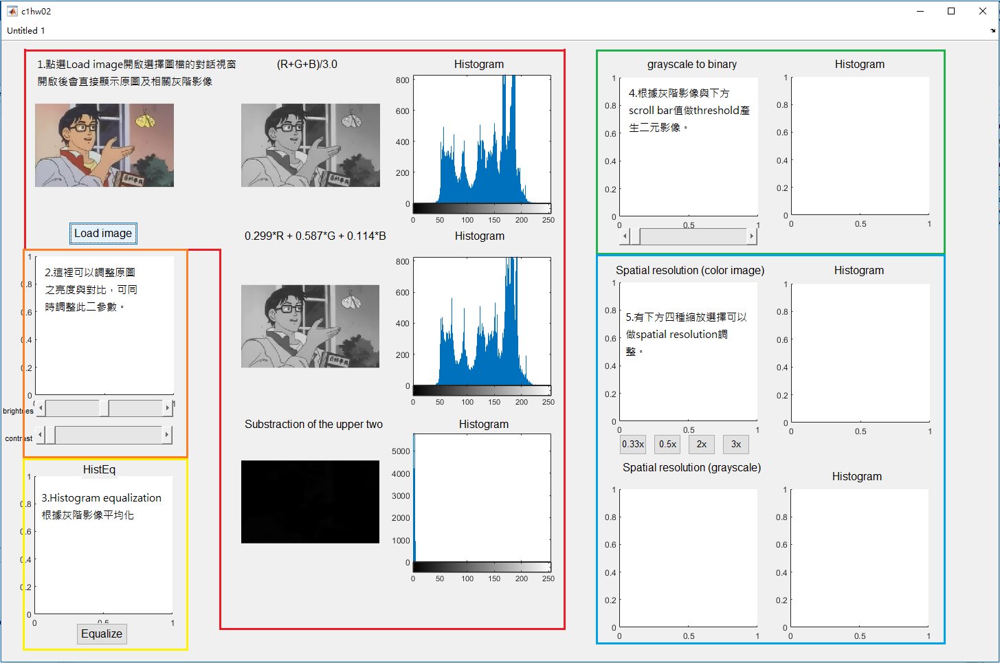 c1hw02
Untitled 1
1.點選Load image開啟選擇圖檔的對話視窗
開啟後會直接顯示原圖及相關灰階影像
(R+G+B)/3.0
Histogram
800
600
400
200
0
0 50 100 150 200 250
Load image
0.299*R + 0.587*G + 0.114*B
Histogram
800
600
400
200
0
0 50 100 150 200 250
Substraction of the upper two
Histogram
5000
4000
3000
2000
1000
0
0 50 100 150 200 250
1
2.這裡可以調整原圖
0.8
之亮度與對比，可同
時調整此二參數。
0.6
0.4
0.2
0
brightnes
contrast
HistEq
1
3.Histogram equalization
0.8
根據灰階影像平均化
0.6
0.4
0.2
0
0 0.5 1
Equalize
grayscale to binary
1
4.根據灰階影像與下方
0.8
scroll bar值做threshold產
生二元影像。
0.6
0.4
0.2
0
0 0.5 1
Histogram
1
0.8
0.6
0.4
0.2
0
0 0.5 1
Spatial resolution (color image)
1
0.8
5.有下方四種縮放選擇可以
做spatial resolution調
整。
0.6
0.4
0.2
0
0 0.5 1
Histogram
1
0.8
0.6
0.4
0.2
0
0 0.5 1
0.33x
0.5x
2x
3x
Spatial resolution (grayscale)
1
0.8
0.6
0.4
0.2
0
0 0.5 1
Histogram
1
0.8
0.6
0.4
0.2
0
0 0.5 1